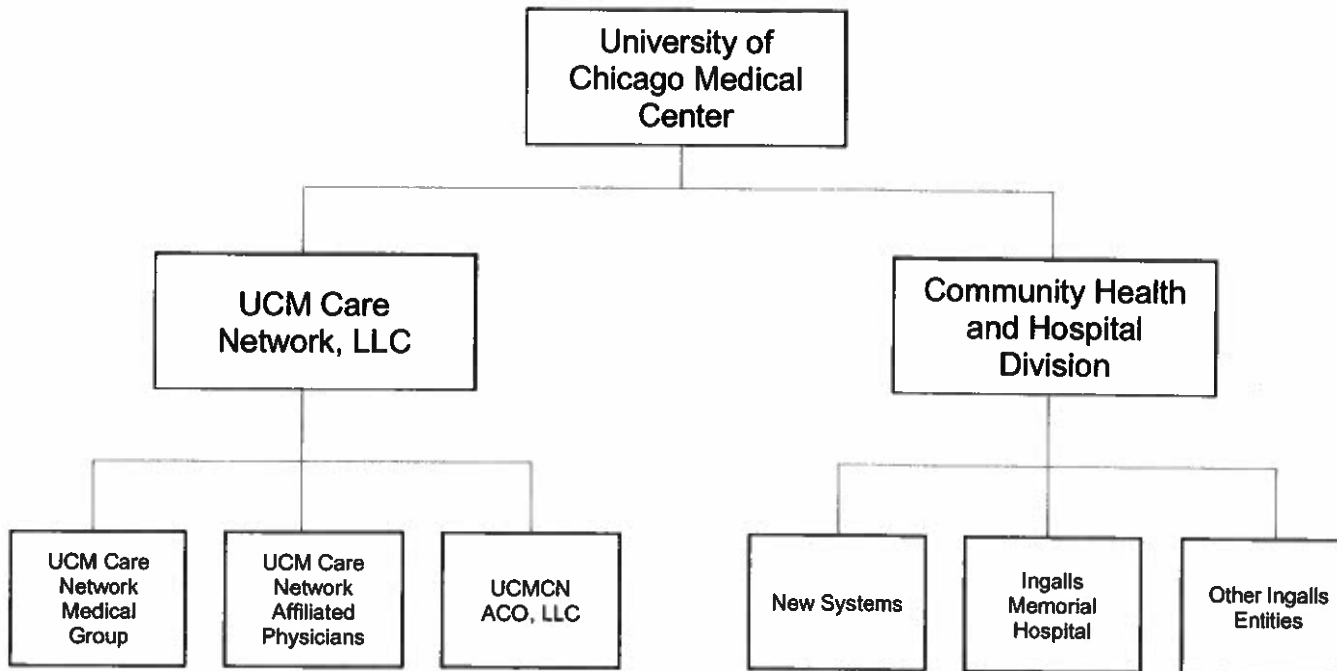 University of
Chicago Medical
Center
UCM Care
Network, LLC
Community Health
and Hospital
Division
UCM Care
Network
Medical
Group
UCM Care
Network
Affiliated
Physicians
UCMCN
ACO, LLC
New Systems
Ingalls
Memorial
Hospital
Other Ingalls
Entities